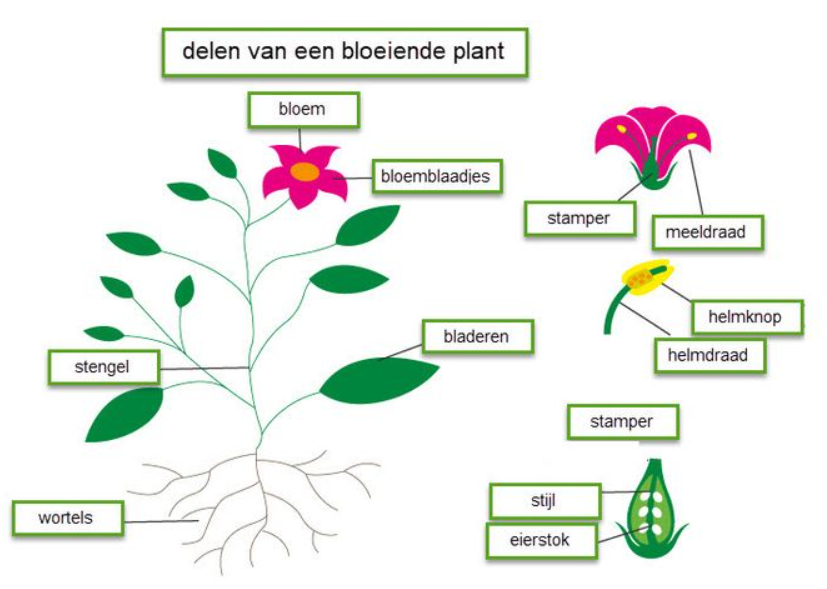 delen van een bloeiende plant
bloem
bloemblaadjes
stamper
meeldraad
helmknop
helmdraad
bladeren
stengel
stamper
stijl
eierstok
wortels